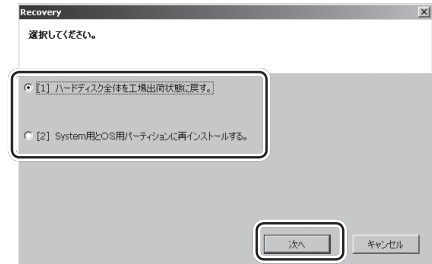 Recovery
選択してください。
[1] ハードディスク全体を工場出荷状態に戻す。
[2] System用とOS用パーティションに再インストールする。
次へ
キャンセル